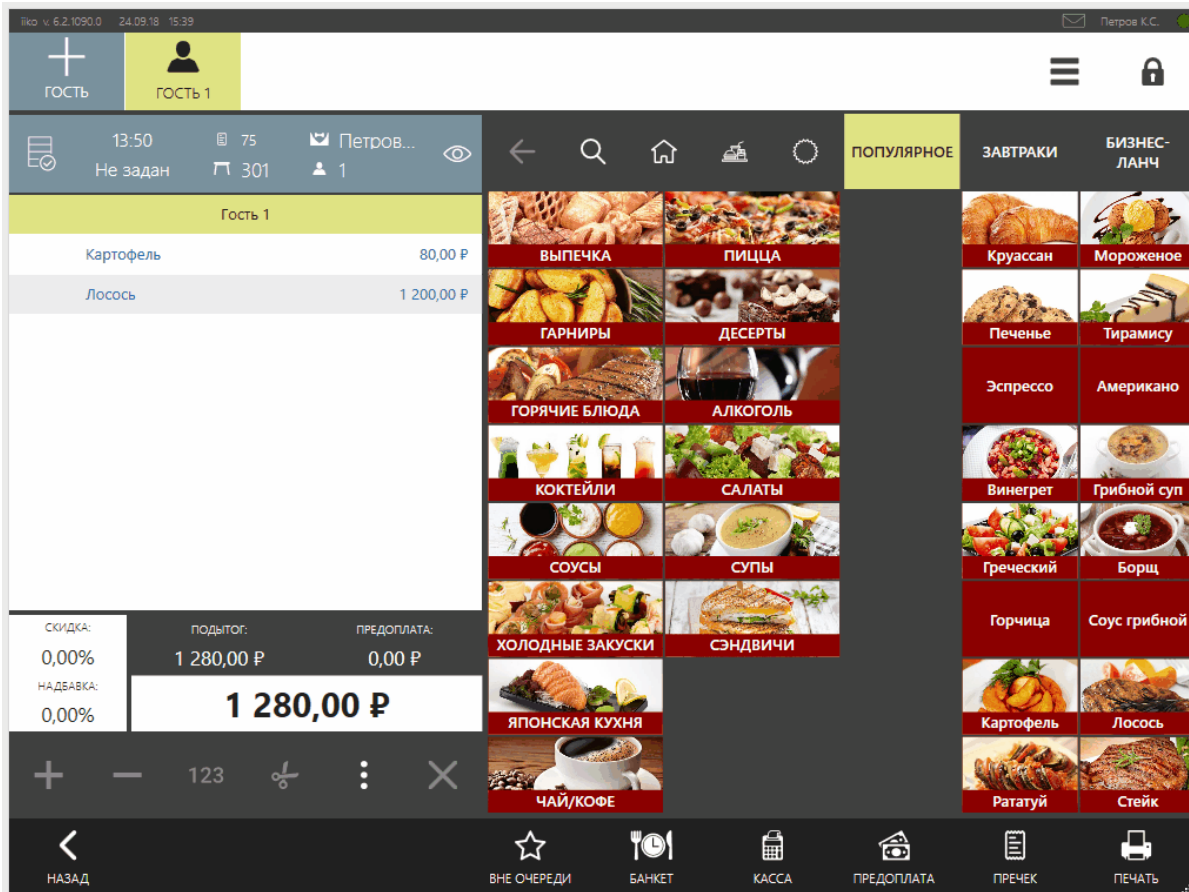 iiko v. 6.2.1090.0 24.09.18 15:39 Петров К.С.
ГОСТЬ
ГОСТЬ 1
13:50 75 Петров...
Не задан 301 1
ПОПУЛЯРНОЕ
ЗАВТРАКИ
БИЗНЕС-
ЛАНЧ
Гость 1
Картофель 80,00 ₽
Лосось 1 200,00 ₽
СКИДКА:
0,00%
НАДБАВКА:
0,00%
ПОДЫТОГ:
1 280,00 ₽
ПРЕДОПЛАТА:
0,00 ₽
1 280,00 ₽
123
ВЫПЕЧКА
ПИЦЦА
ГАРНИРЫ
ДЕСЕРТЫ
ГОРЯЧИЕ БЛЮДА
АЛКОГОЛЬ
КОКТЕЙЛИ
САЛАТЫ
СОУСЫ
СУПЫ
ХОЛОДНЫЕ ЗАКУСКИ
СЭНДВИЧИ
ЯПОНСКАЯ КУХНЯ
ЧАЙ/КОФЕ
Круассан
Мороженое
Печенье
Тирамису
Эспрессо
Американо
Винегрет
Грибной суп
Греческий
Борщ
Горчица
Соус грибной
Картофель
Лосось
Рататуй
Стейк
НАЗАД
ВНЕ ОЧЕРЕДИ
БАНКЕТ
КАССА
ПРЕДОПЛАТА
ПРЕЧЕК
ПЕЧАТЬ